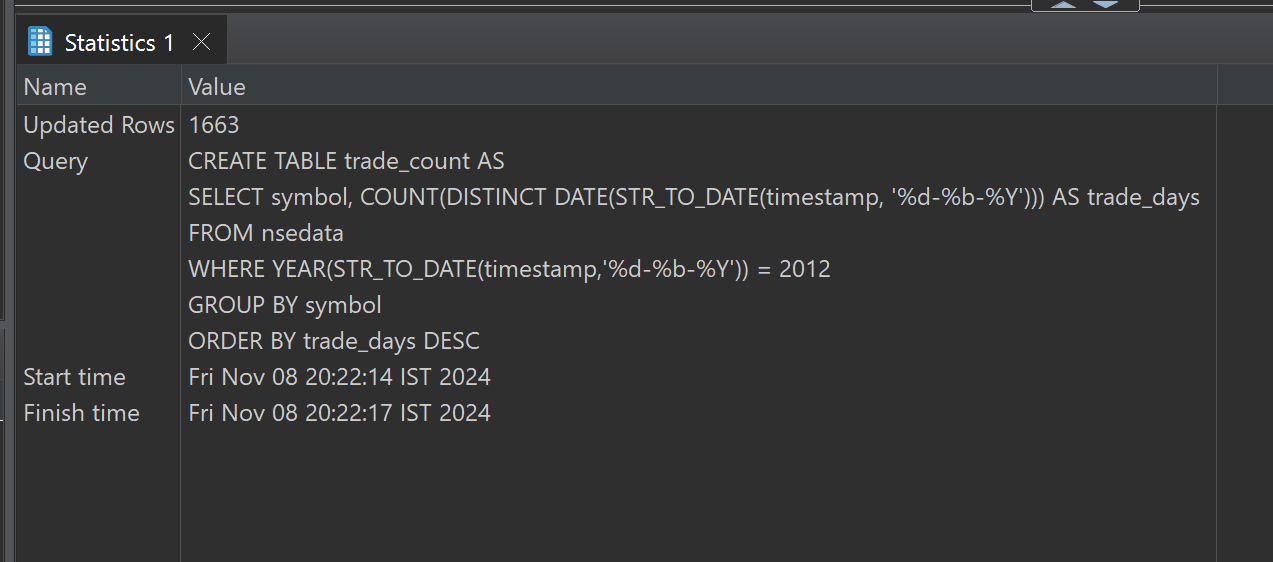 Statistics 1
Name Value
Updated Rows 1663
Query CREATE TABLE trade_count AS
SELECT symbol, COUNT(DISTINCT DATE(STR_TO_DATE(timestamp, '%d-%b-%Y'))) AS trade_days
FROM nsedata
WHERE YEAR(STR_TO_DATE(timestamp,'%d-%b-%Y')) = 2012
GROUP BY symbol
ORDER BY trade_days DESC
Start time Fri Nov 08 20:22:14 IST 2024
Finish time Fri Nov 08 20:22:17 IST 2024